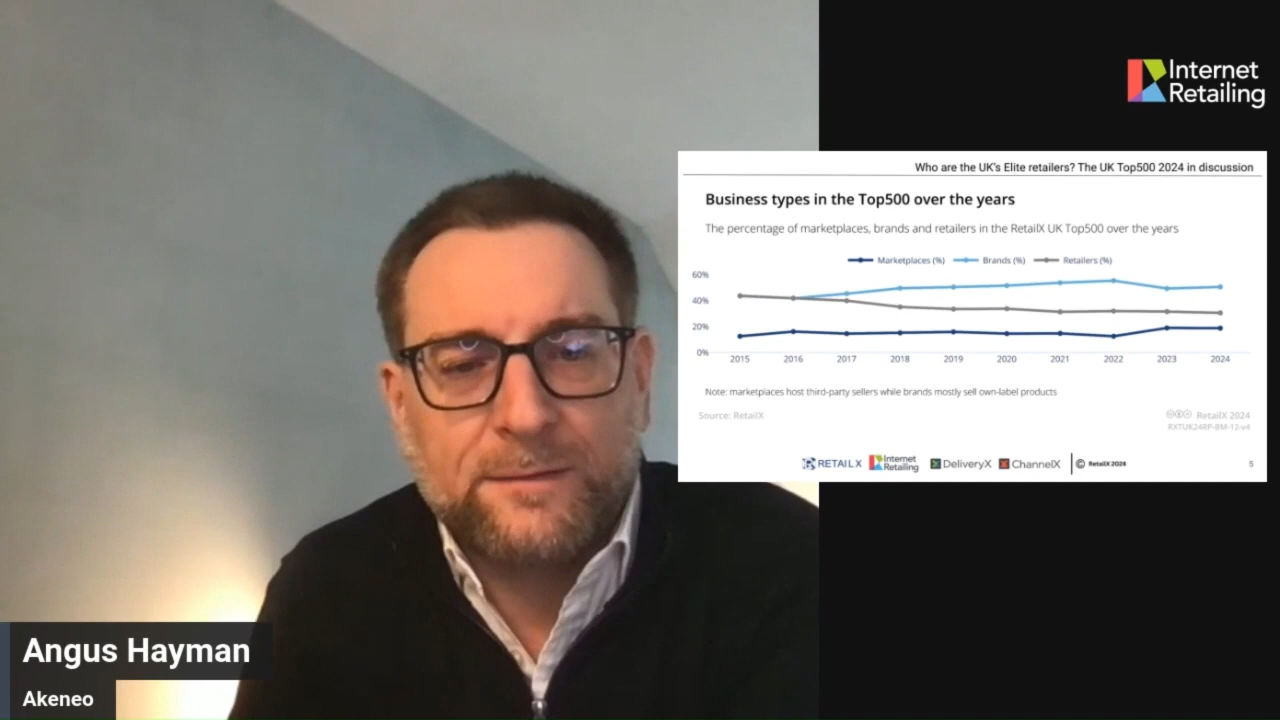 Internet
Retailing
Who are the UK's Elite retailers? The UK Top500 2024 in discussion
Business types in the Top500 over the years
The percentage of marketplaces, brands and retailers in the RetailX UK Top500 over the years
Marketplaces (%) Brands (%) Retailers (%)
60%
40%
20%
0%
2015 2016 2017 2018 2019 2020 2021 2022 2023 2024
Note: marketplaces host third-party sellers while brands mostly sell own-label products
Source: RetailX
RetailX 2024
RXTUK24RP-BM-12-v4
RETAIL X Internet Retailing DeliveryX ChannelX © RetailX 2024
5
Angus Hayman
Akeneo